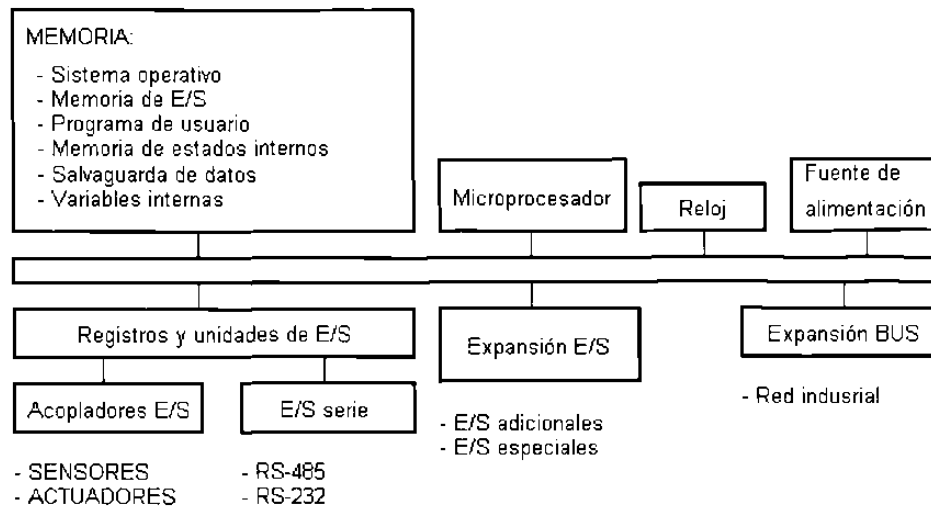 MEMORIA:
- Sistema operativo
- Memoria de E/S
- Programa de usuario
- Memoria de estados internos
- Salvaguarda de datos
- Variables internas
Microprocesador
Reloj
Fuente de
alimentación
Registros y unidades de E/S
Expansión E/S
Expansión BUS
Acopladores E/S
E/S serie
- Red indusrial
- E/S adicionales
- E/S especiales
- SENSORES
- ACTUADORES
- RS-485
- RS-232